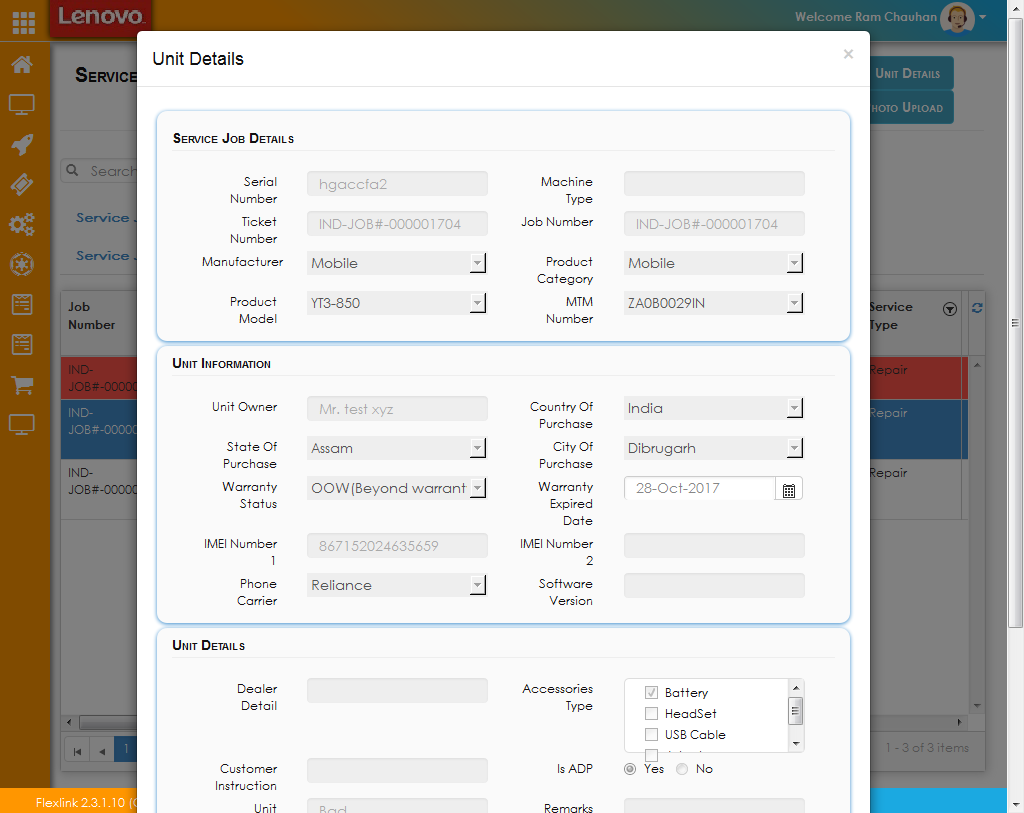 Lenovo
Welcome Ram Chauhan
Unit Details
×
SERVICE
UNIT DETAILS
HOTO UPLOAD
Search
Service J
Service J
Job
Number
Service
Type
IND-
JOB#-00000
Repair
IND-
JOB#-00000
Repair
IND-
JOB#-00000
Repair
1
1 - 3 of 3 items
Flexlink 2.3.1.10 (
SERVICE JOB DETAILS
Serial
Number
hgaccfa2
Machine
Type
Ticket
Number
IND-JOB#-000001704
Job Number
IND-JOB#-000001704
Manufacturer
Mobile
Product
Category
Mobile
Product
Model
YT3-850
MTM
Number
ZA0B0029IN
UNIT INFORMATION
Unit Owner
Mr. test xyz
Country Of
Purchase
India
State Of
Purchase
Assam
City Of
Purchase
Dibrugarh
Warranty
Status
OOW(Beyond warrant
Warranty
Expired
Date
28-Oct-2017
IMEI Number
1
867152024635659
IMEI Number
2
Phone
Carrier
Reliance
Software
Version
UNIT DETAILS
Dealer
Detail
Accessories
Type
Battery
HeadSet
USB Cable
Customer
Instruction
Is ADP
Yes
No
Unit
Bad
Remarks